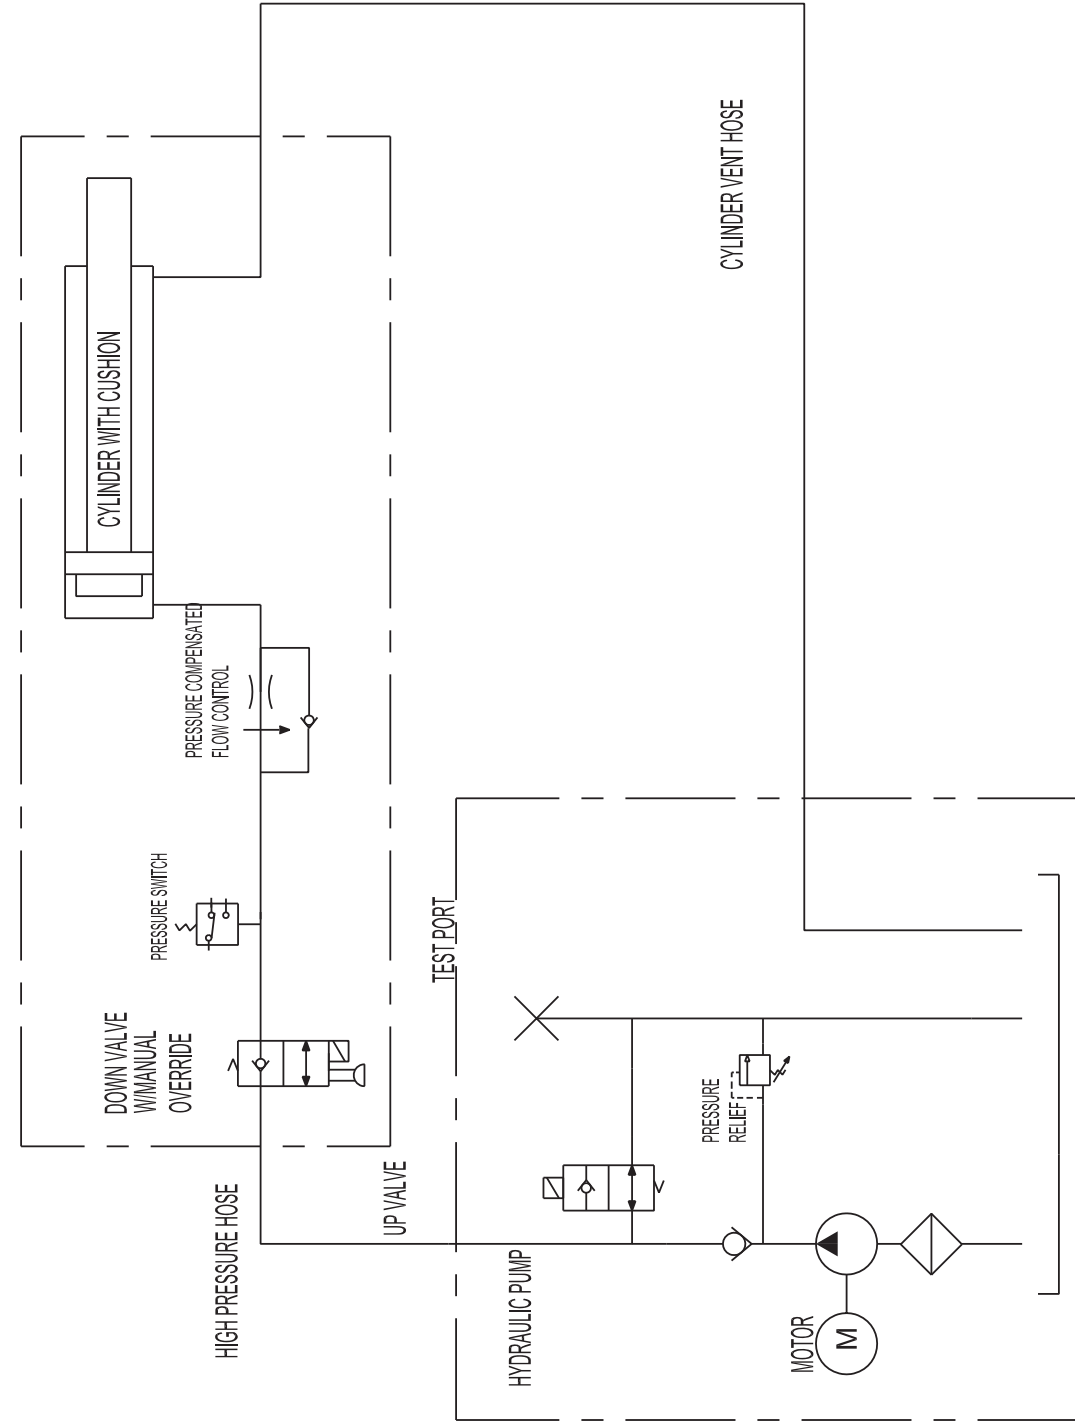 CYLINDER WITH CUSHION
CYLINDER VENT HOSE
PRESSURE COMPENSATED
FLOW CONTROL
PRESSURE SWITCH
TEST PORT
DOWN VALVE
W/MANUAL
OVERRIDE
PRESSURE
RELIEF
UP VALVE
HIGH PRESSURE HOSE
HYDRAULIC PUMP
MOTOR
M